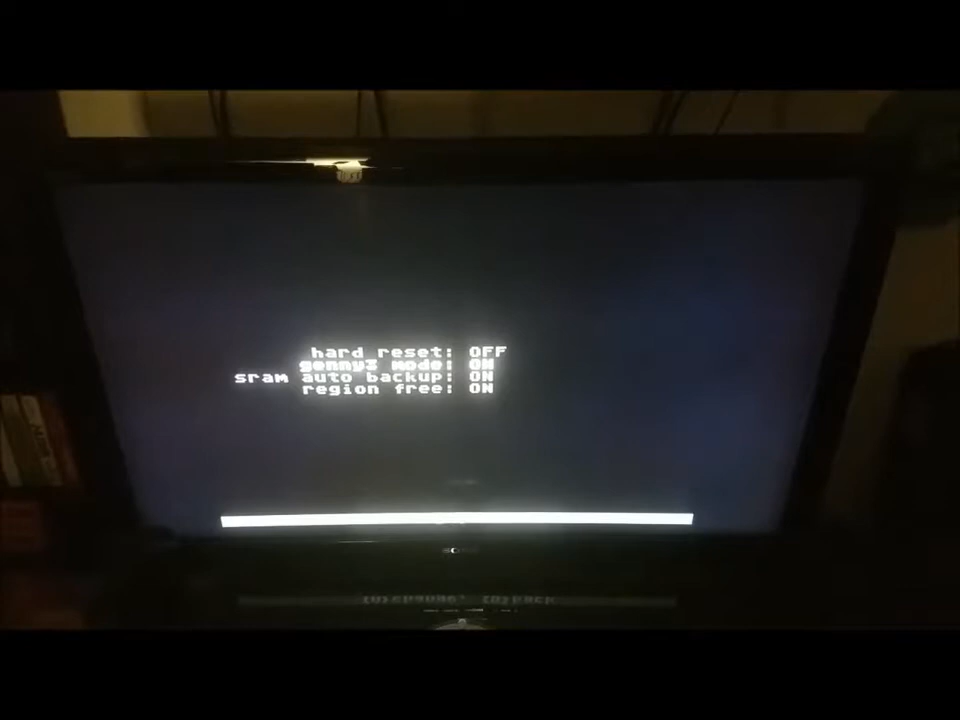 hard reset: OFF
genny3 mode: ON
sram auto backup: ON
region free: ON